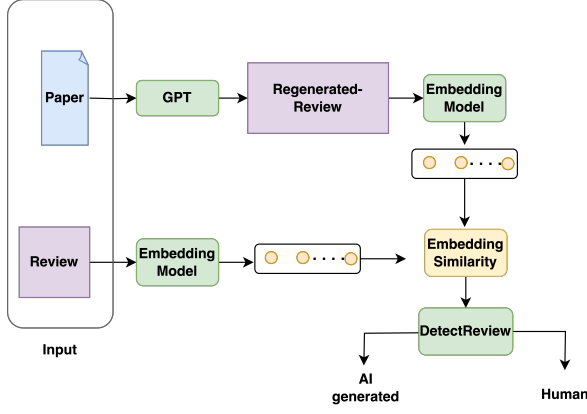 Paper
GPT
Regenerated-
Review
Embedding
Model
Review
Embedding
Model
Embedding
Similarity
DetectReview
Input
AI
generated
Human